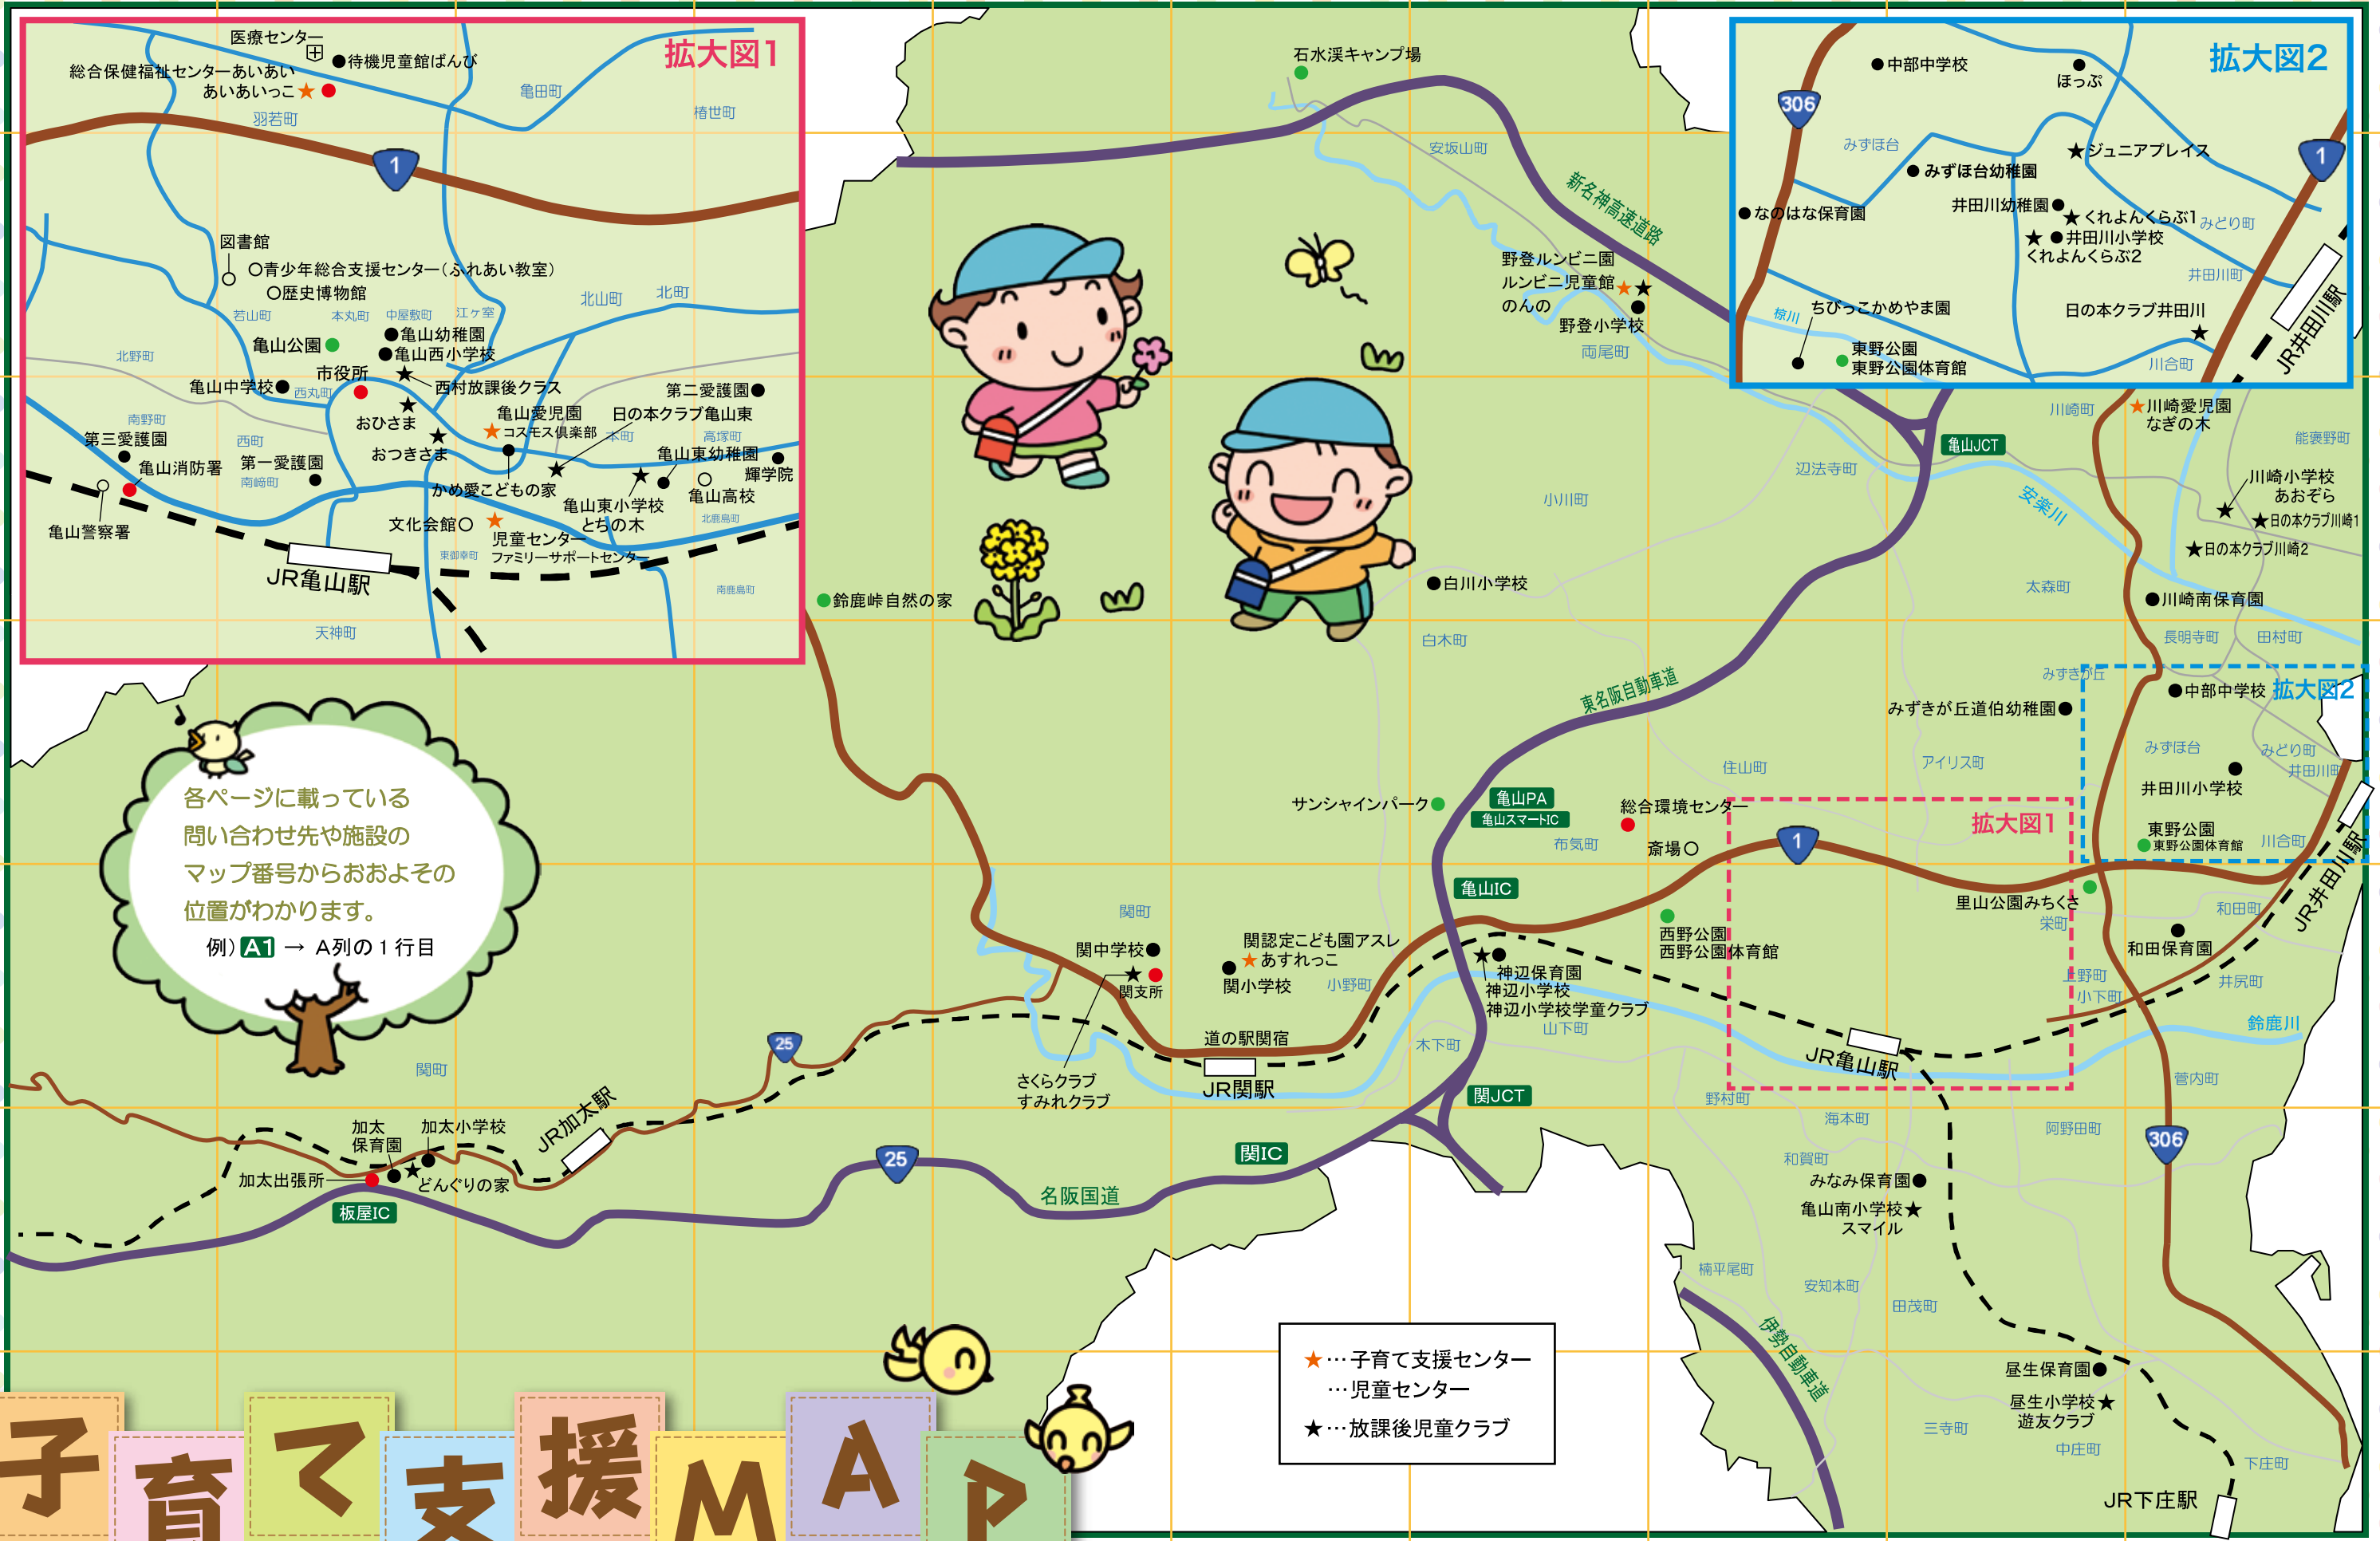 拡大図1
医療センター
待機児童館ばんび
総合保健福祉センターあいあい
あいあいっこ
羽若町
亀田町
椿世町
1
図書館
青少年総合支援センター（ふれあい教室）
歴史博物館
若山町
本丸町
中屋敷町
江ヶ室
北山町
北町
亀山幼稚園
亀山公園
亀山西小学校
北野町
市役所
亀山中学校
西丸町
西村放課後クラス
第二愛護園
おひさま
亀山愛児園
コスモス倶楽部
日の本クラブ亀山東
本町
高塚町
南野町
第三愛護園
西町
おつきさま
亀山東幼稚園
亀山消防署
第一愛護園
南﨑町
輝学院
かめ愛こどもの家
亀山高校
亀山東小学校
とちの木
亀山警察署
文化会館
児童センター
ファミリーサポートセンター
北鹿島町
東御幸町
南鹿島町
JR亀山駅
天神町
石水渓キャンプ場
安坂山町
新名神高速道路
野登ルンビニ園
ルンビニ児童館
のんの
野登小学校
両尾町
拡大図2
306
中部中学校
ほっぷ
みずほ台
ジュニアプレイス
1
みずほ台幼稚園
なのはな保育園
井田川幼稚園
くれよんくらぶ1
みどり町
井田川小学校
くれよんくらぶ2
井田川町
椋川
ちびっこかめやま園
日の本クラブ井田川
JR井田川駅
東野公園
東野公園体育館
川合町
亀山JCT
川崎町
川崎愛児園
なぎの木
能褒野町
辺法寺町
小川町
安楽川
川崎小学校
あおぞら
日の本クラブ川崎1
日の本クラブ川崎2
白川小学校
太森町
川崎南保育園
鈴鹿峠自然の家
白木町
長明寺町
田村町
みずきが丘
東名阪自動車道
中部中学校
拡大図2
みずきが丘道伯幼稚園
みずほ台
みどり町
井田川町
住山町
アイリス町
井田川小学校
サンシャインパーク
亀山PA
亀山スマートIC
総合環境センター
布気町
斎場
拡大図1
1
東野公園
東野公園体育館
川合町
JR井田川駅
亀山IC
里山公園みちくさ
栄町
和田町
和田保育園
各ページに載っている
問い合わせ先や施設の
マップ番号からおおよその
位置がわかります。
例）A1 → A列の1行目
関町
関町
関中学校
関支所
関認定こども園アスレ
あすれっこ
関小学校
小野町
西野公園
西野公園体育館
神辺保育園
神辺小学校
神辺小学校学童クラブ
山下町
上野町
小下町
井尻町
鈴鹿川
25
道の駅関宿
木下町
JR亀山駅
さくらクラブ
すみれクラブ
JR関駅
関JCT
野村町
菅内町
海本町
阿野田町
306
加太
保育園
加太小学校
JR加太駅
加太出張所
どんぐりの家
板屋IC
25
関IC
名阪国道
和賀町
みなみ保育園
亀山南小学校
スマイル
楠平尾町
安知本町
田茂町
伊勢自動車道
昼生保育園
昼生小学校
遊友クラブ
三寺町
中庄町
下庄町
JR下庄駅
★…子育て支援センター
…児童センター
★…放課後児童クラブ
子育て支援MAP